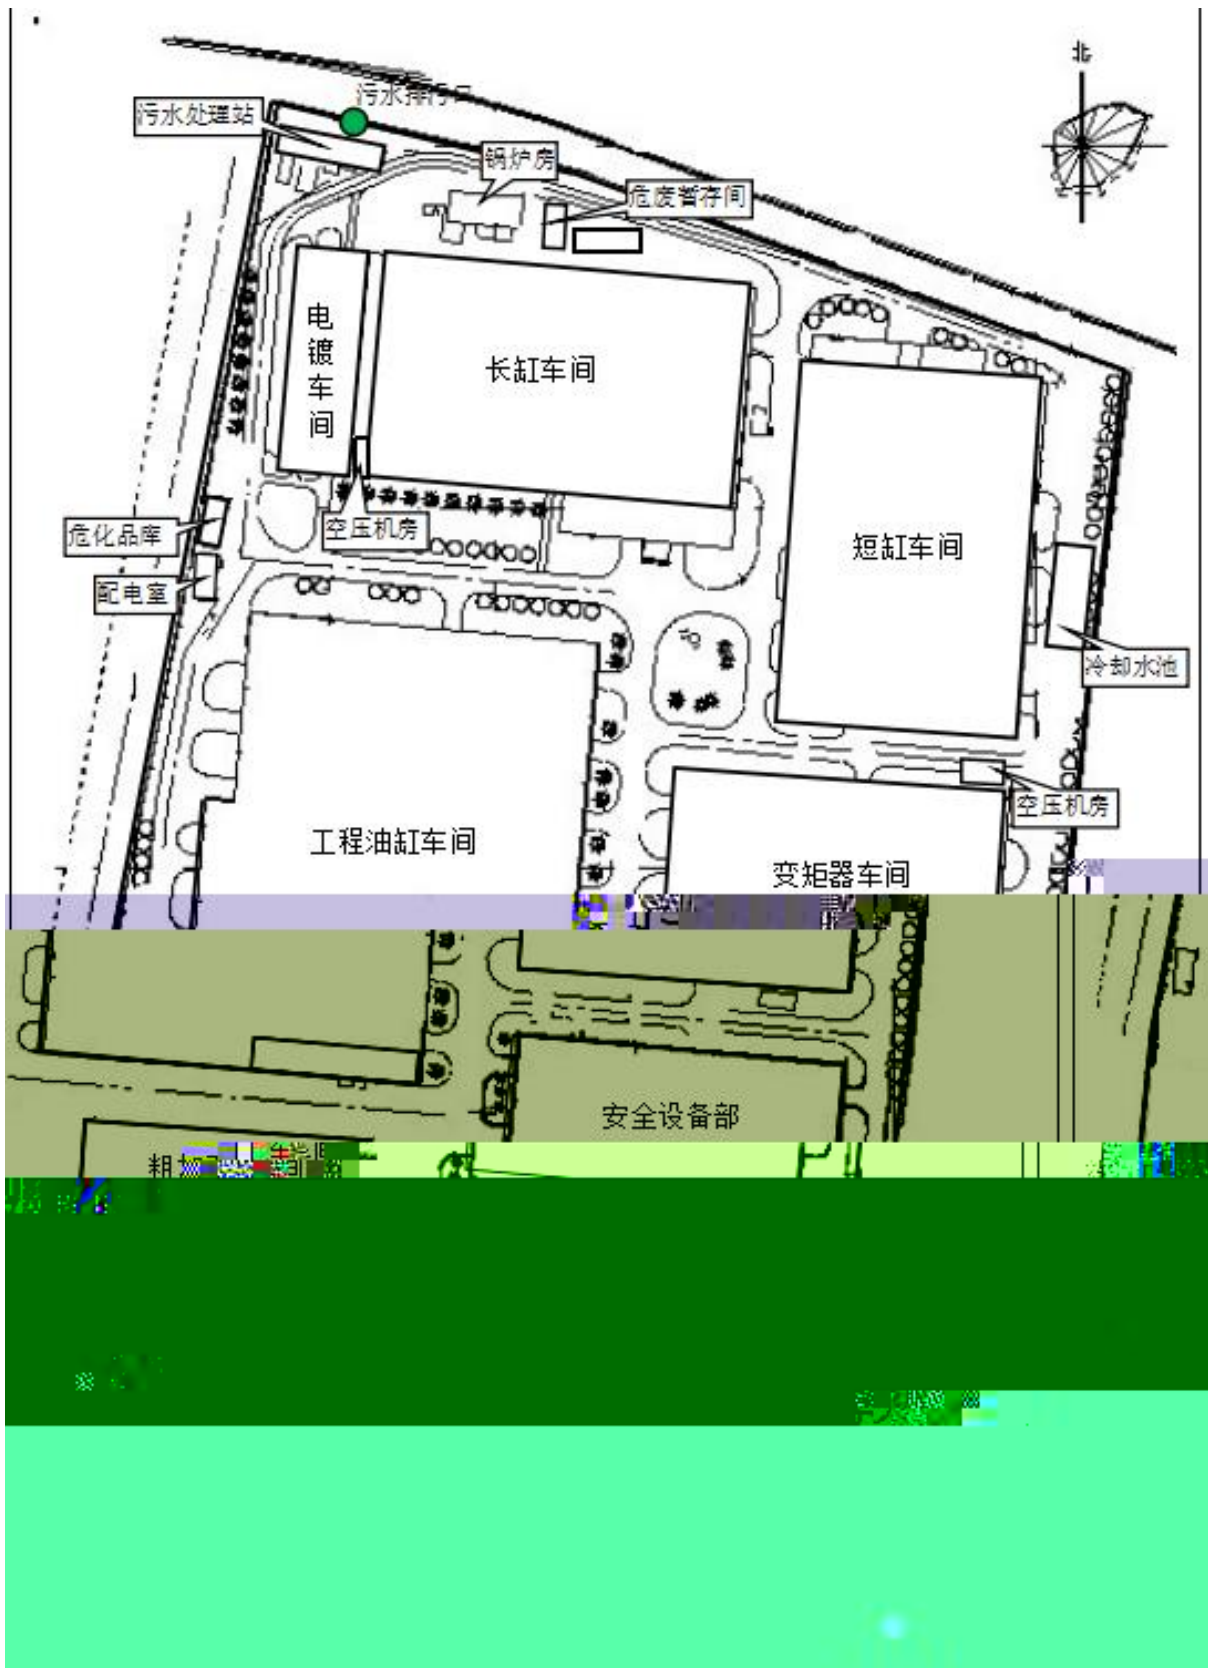 北
污水排污口
污水处理站
锅炉房
危废暂存间
电镀车间
长缸车间
短缸车间
危化品库
空压机房
配电室
冷却水池
空压机房
工程油缸车间
变矩器车间
安全设备部
粗